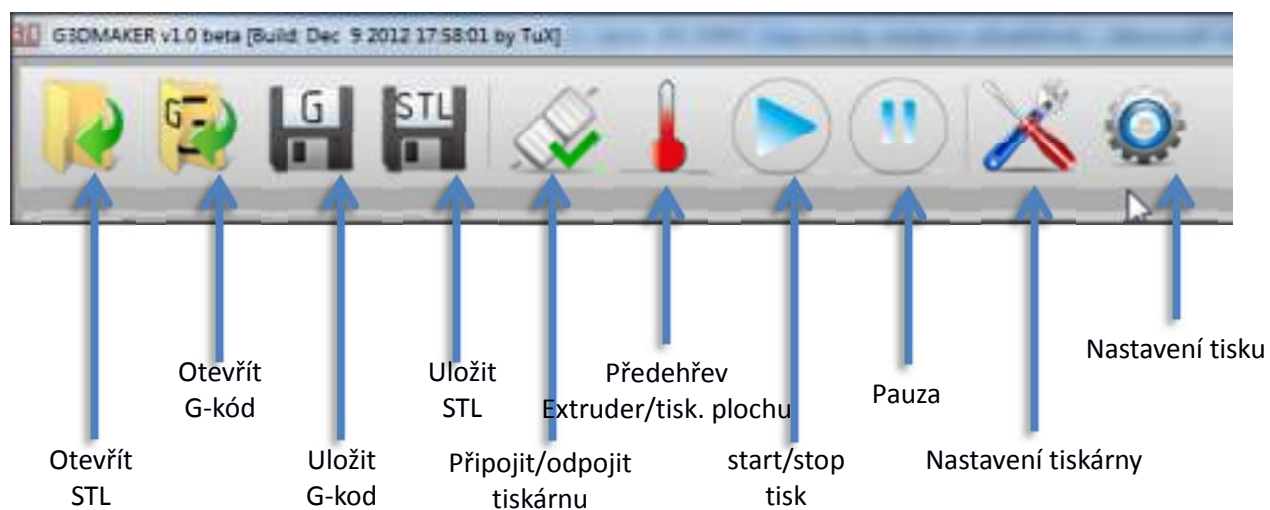 G3DMAKER v1.0 beta [Build: Dec 9 2012 17:58:01 by TuX]
G
G
STL
Nastavení tisku
Otevřít
G-kód
Uložit
STL
Předehřev
Extruder/tisk. plochu
Pauza
Otevřít
STL
Uložit
G-kod
Připojit/odpojit
tiskárnu
start/stop
tisk
Nastavení tiskárny